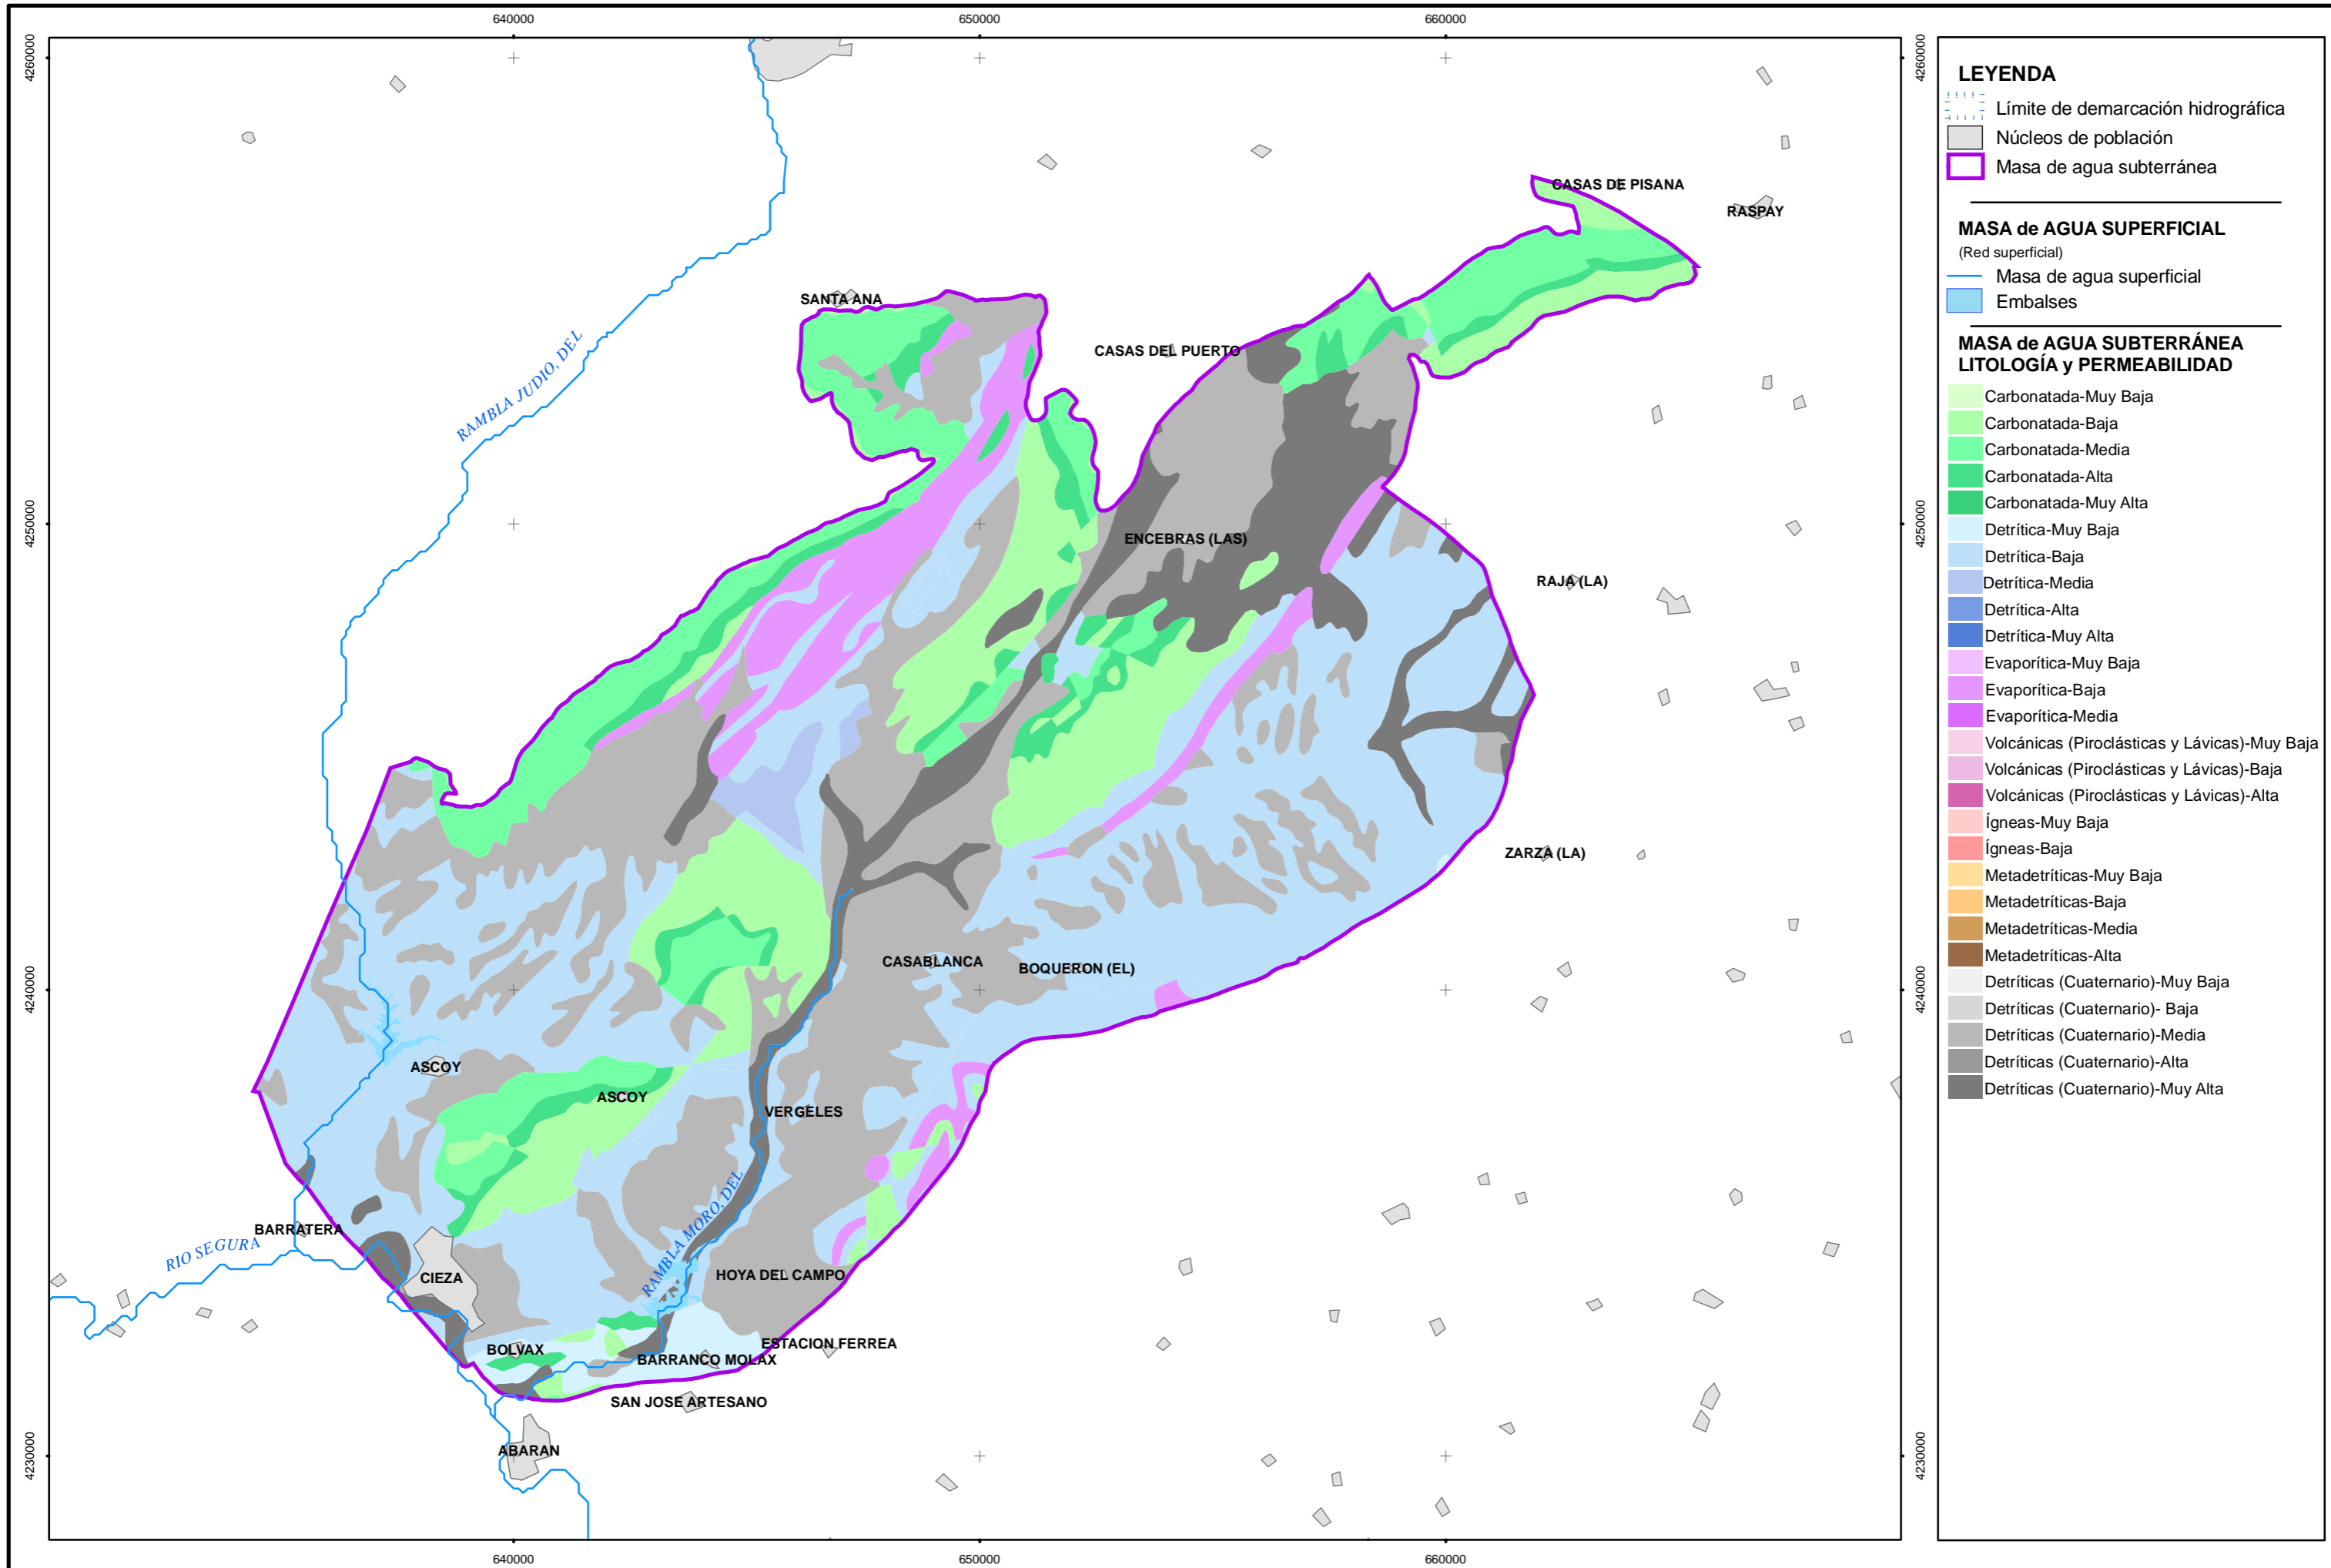 640000
650000
660000
4260000
4260000
CASAS DE PISANA
RASPAY
SANTA ANA
CASAS DEL PUERTO
RAMBLA JUDIO, DEL
4250000
4250000
ENCEBRAS (LAS)
RAJA (LA)
ZARZA (LA)
CASABLANCA
BOQUERON (EL)
4240000
4240000
ASCOY
ASCOY
VERGELES
RAMBLA MORO, DEL
BARRATERA
RIO SEGURA
CIEZA
HOYA DEL CAMPO
ESTACION FERREA
BOLVAX
BARRANCO MOLAX
SAN JOSE ARTESANO
ABARAN
4230000
4230000
640000
650000
660000
LEYENDA
Límite de demarcación hidrográfica
Núcleos de población
Masa de agua subterránea
MASA de AGUA SUPERFICIAL
(Red superficial)
Masa de agua superficial
Embalses
MASA de AGUA SUBTERRÁNEA
LITOLOGÍA y PERMEABILIDAD
Carbonatada-Muy Baja
Carbonatada-Baja
Carbonatada-Media
Carbonatada-Alta
Carbonatada-Muy Alta
Detrítica-Muy Baja
Detrítica-Baja
Detrítica-Media
Detrítica-Alta
Detrítica-Muy Alta
Evaporítica-Muy Baja
Evaporítica-Baja
Evaporítica-Media
Volcánicas (Piroclásticas y Lávicas)-Muy Baja
Volcánicas (Piroclásticas y Lávicas)-Baja
Volcánicas (Piroclásticas y Lávicas)-Alta
Ígneas-Muy Baja
Ígneas-Baja
Metadetríticas-Muy Baja
Metadetríticas-Baja
Metadetríticas-Media
Metadetríticas-Alta
Detríticas (Cuaternario)-Muy Baja
Detríticas (Cuaternario)- Baja
Detríticas (Cuaternario)-Media
Detríticas (Cuaternario)-Alta
Detríticas (Cuaternario)-Muy Alta